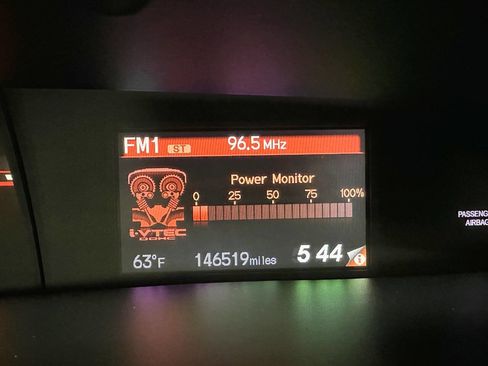 FM1 ST 96.5 MHz
Power Monitor
0 25 50 75 100%
i-VTEC
DOHC
63°F 146519 miles 5 44 i
PASSENG
AIRBAG